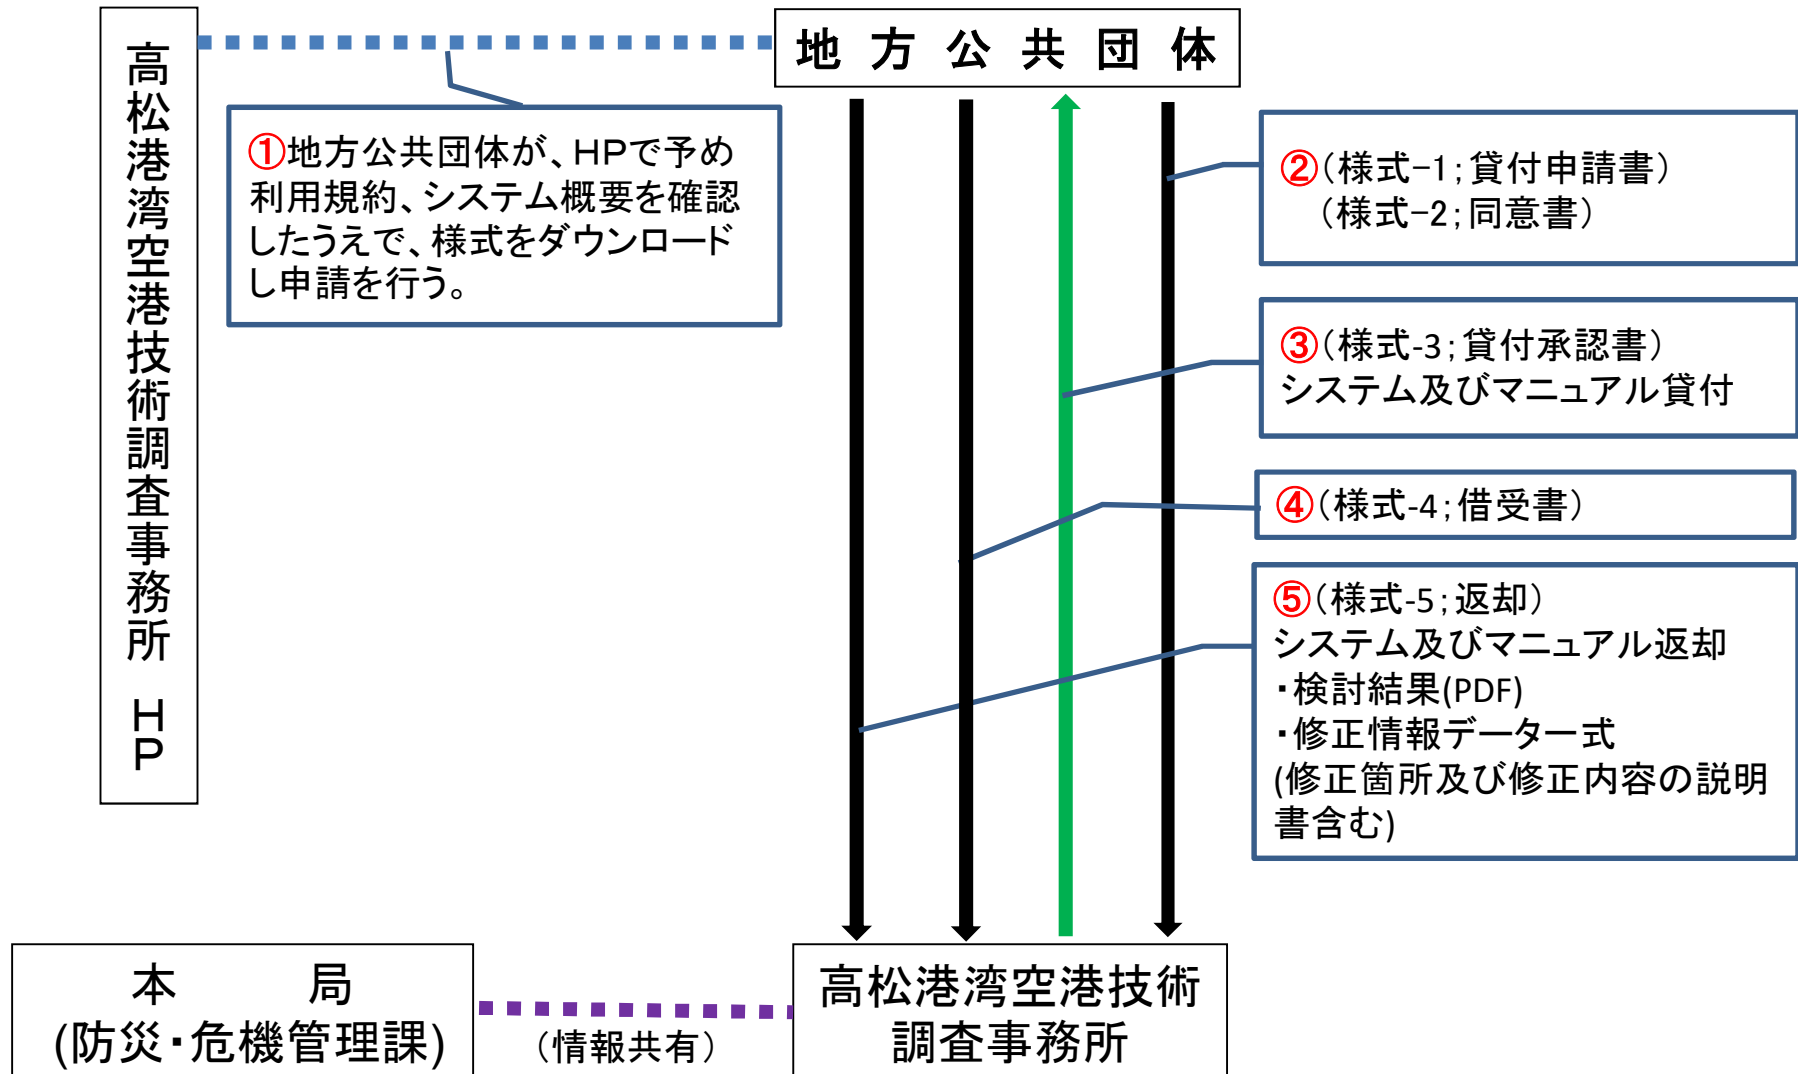 高松港湾空港技術調査事務所 HP
地方公共団体
①地方公共団体が、HPで予め
利用規約、システム概要を確認
したうえで、様式をダウンロード
し申請を行う。
②(様式-1;貸付申請書)
(様式-2;同意書)
③(様式-3;貸付承認書)
システム及びマニュアル貸付
④(様式-4;借受書)
⑤(様式-5;返却)
システム及びマニュアル返却
・検討結果(PDF)
・修正情報データ一式
(修正箇所及び修正内容の説明
書含む)
本　局
(防災・危機管理課)
(情報共有)
高松港湾空港技術
調査事務所